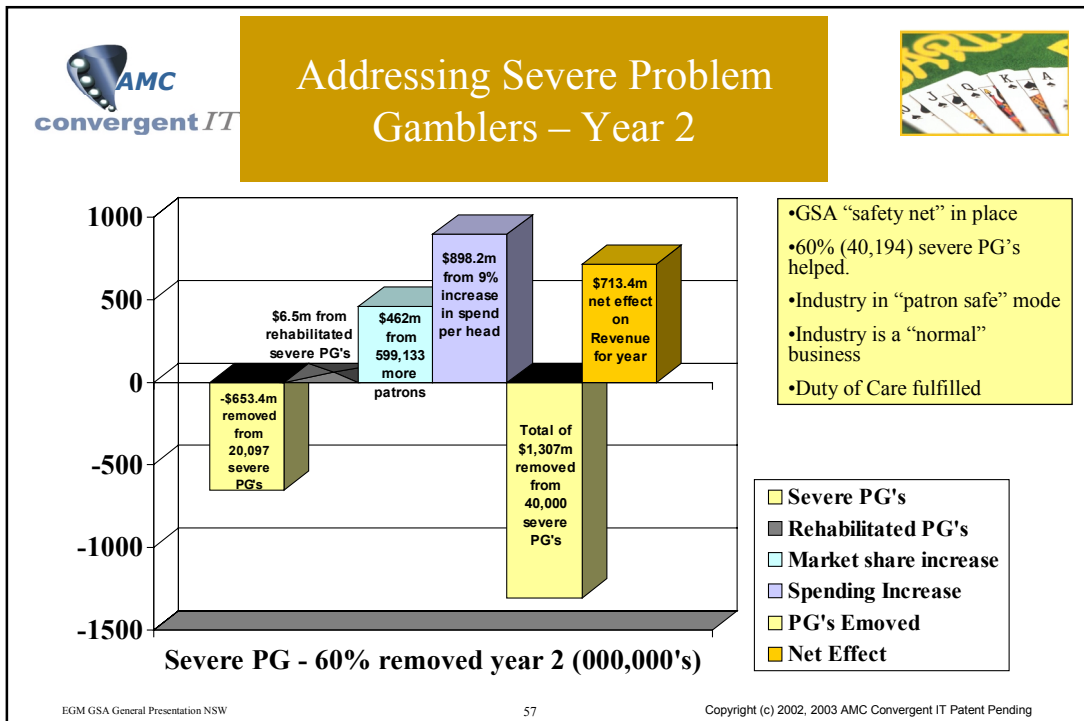 AMC
convergent IT
Addressing Severe Problem
Gamblers – Year 2
ARDS
J
J
Q
K
A
1000
500
0
-500
-1000
-1500
-$653.4m
removed
from
20,097
severe
PG's
$6.5m from
rehabilitated
severe PG's
$462m
from
599,133
more
patrons
$898.2m
from 9%
increase
in spend
per head
Total of
$1,307m
removed
from
40,000
severe
PG's
$713.4m
net effect
on
Revenue
for year
Severe PG - 60% removed year 2 (000,000's)
•GSA “safety net” in place
•60% (40,194) severe PG’s
helped.
•Industry in “patron safe” mode
•Industry is a “normal”
business
•Duty of Care fulfilled
Severe PG's
Rehabilitated PG's
Market share increase
Spending Increase
PG's Emoved
Net Effect
EGM GSA General Presentation NSW
57
Copyright (c) 2002, 2003 AMC Convergent IT Patent Pending